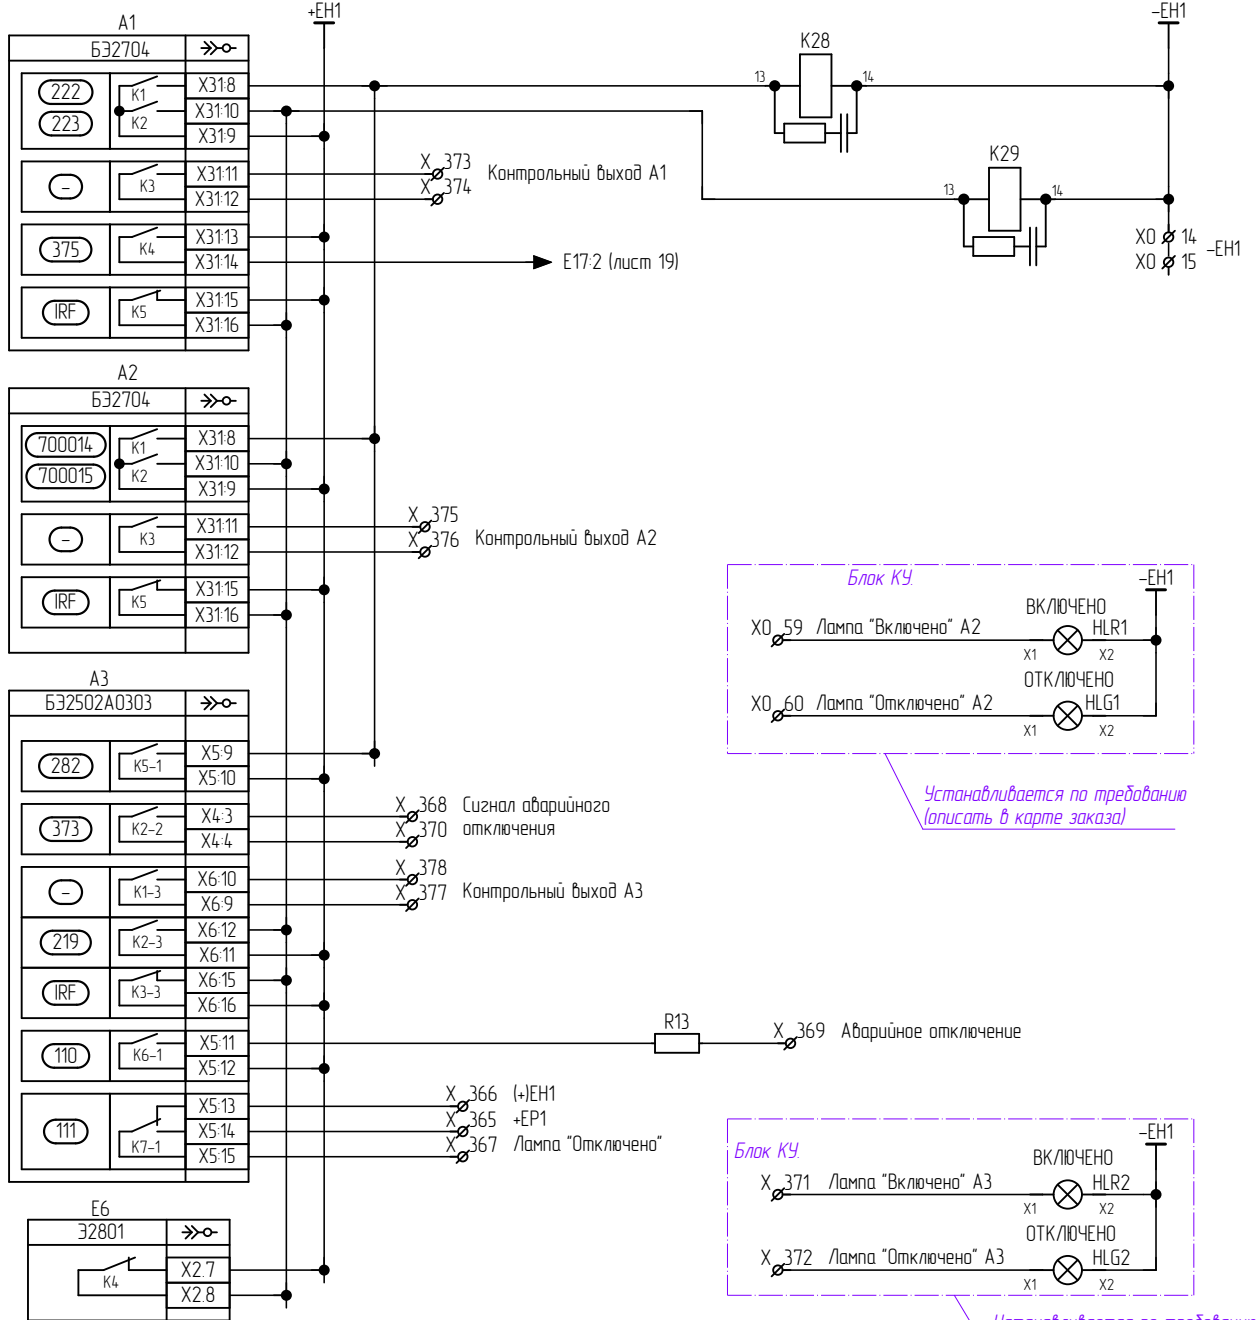 +EH1
–EH1
A1
БЭ2704
222
223
K1
K2
X31:8
X31:10
X31:9
–
K3
X31:11
X31:12
X 373
X 374
Контрольный выход А1
375
K4
X31:13
X31:14
E17:2 (лист 19)
IRF
K5
X31:15
X31:16
K28
13
14
K29
13
14
X0 14
X0 15
–EH1
A2
БЭ2704
700014
700015
K1
K2
X31:8
X31:10
X31:9
–
K3
X31:11
X31:12
X 375
X 376
Контрольный выход А2
IRF
K5
X31:15
X31:16
Блок КУ.
–EH1
X0 59 Лампа "Включено" А2
ВКЛЮЧЕНО
HLR1
X1
X2
X0 60 Лампа "Отключено" А2
ОТКЛЮЧЕНО
HLG1
X1
X2
Устанавливается по требованию
(описать в карте заказа)
A3
БЭ2502А0303
282
K5-1
X5:9
X5:10
373
K2-2
X4:3
X4:4
X 368 Сигнал аварийного
X 370 отключения
–
K1-3
X6:10
X6:9
X 378
X 377
Контрольный выход А3
219
K2-3
X6:12
X6:11
IRF
K3-3
X6:15
X6:16
110
K6-1
X5:11
X5:12
R13
X 369 Аварийное отключение
111
K7-1
X5:13
X5:14
X5:15
X 366 (+)EH1
X 365 +EP1
X 367 Лампа "Отключено"
E6
Э2801
K4
X2.7
X2.8
Блок КУ.
–EH1
X 371 Лампа "Включено" А3
ВКЛЮЧЕНО
HLR2
X1
X2
X 372 Лампа "Отключено" А3
ОТКЛЮЧЕНО
HLG2
X1
X2